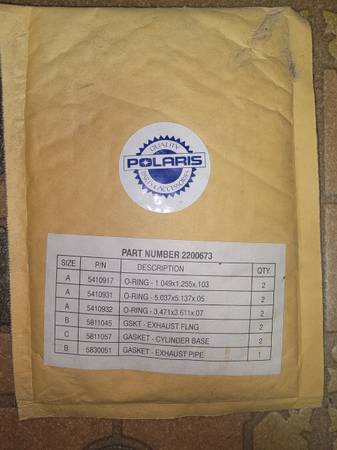 QUALITY
POLARIS
PARTS & ACCESSORIES
PART NUMBER 2200673
SIZE P/N DESCRIPTION QTY
A 5410917 O-RING - 1.049x1.255x.103 2
A 5410931 O-RING - 5.037x5.137x.05 2
A 5410932 O-RING - 3.471x3.611x.07 2
B 5811045 GSKT - EXHAUST FLNG 2
C 5811057 GASKET - CYLINDER BASE 2
B 5830051 GASKET - EXHAUST PIPE 1